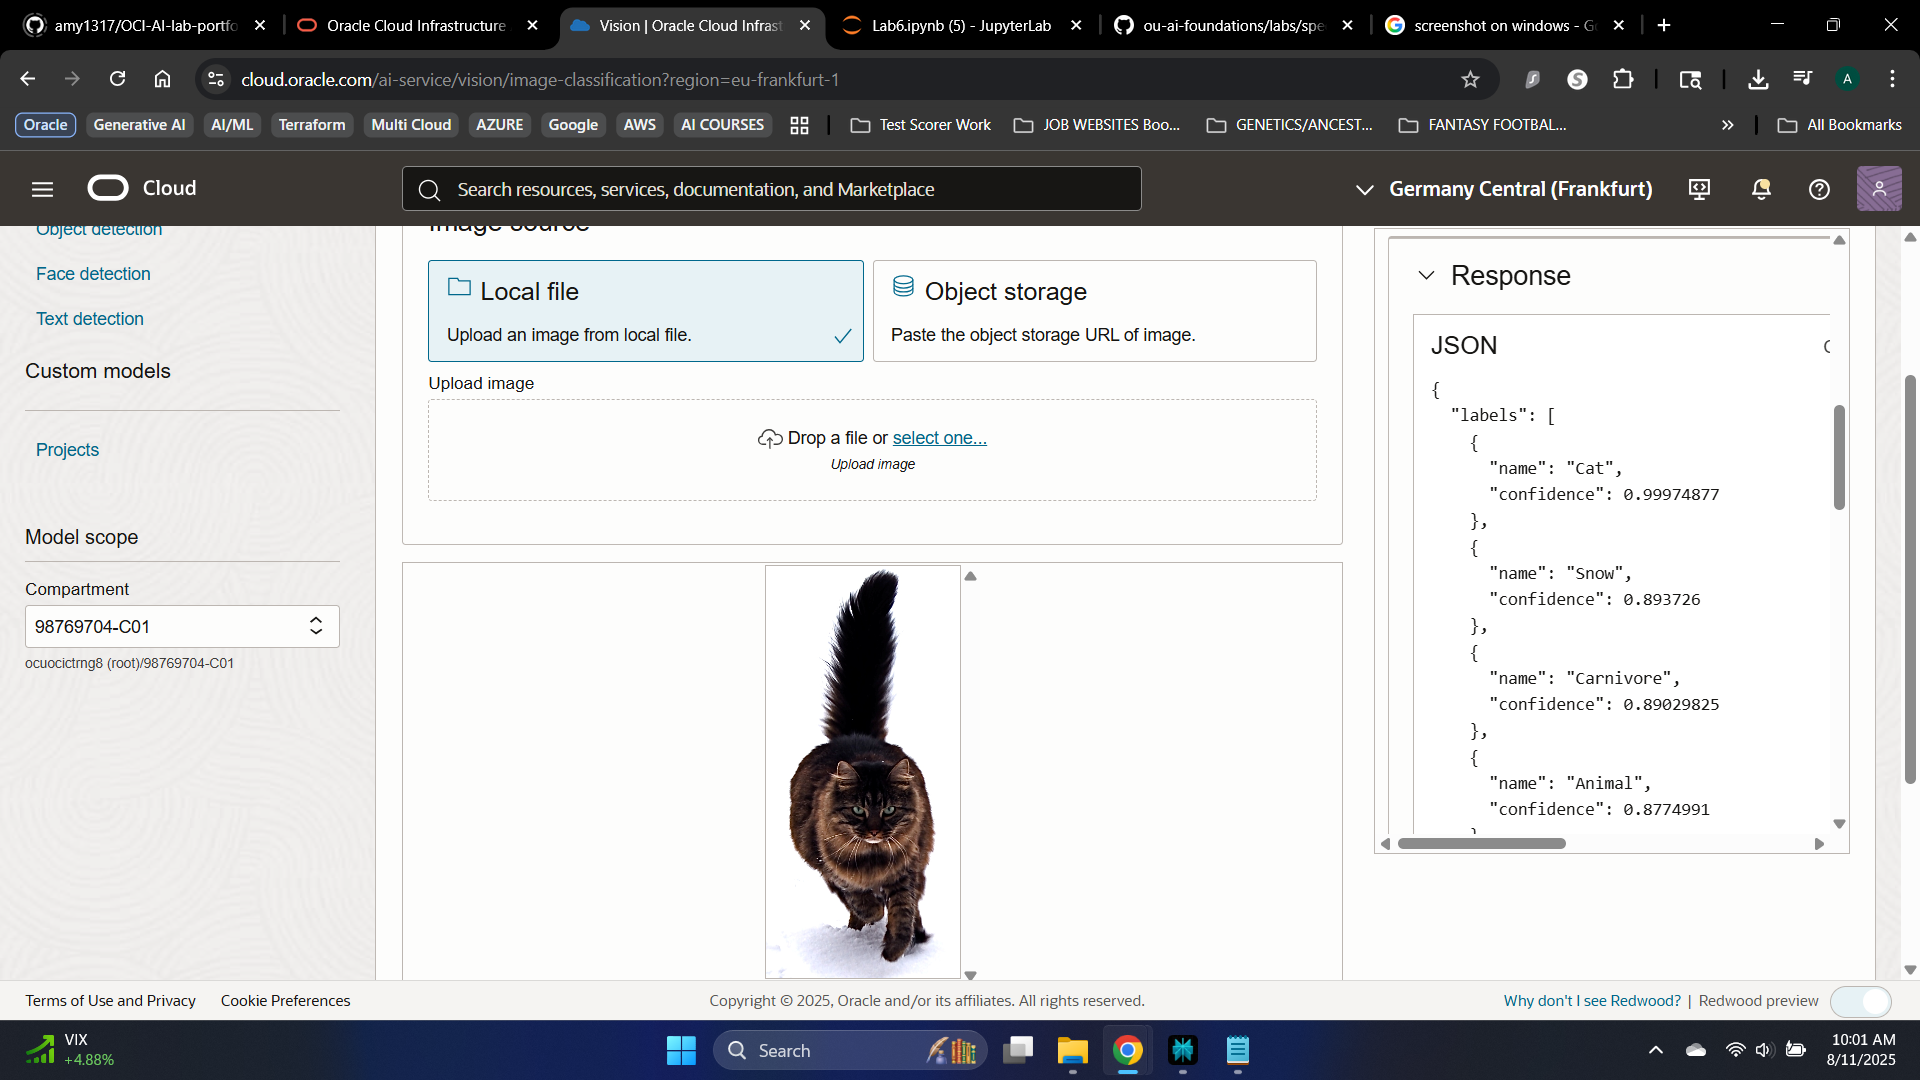 amy1317/OCI-AI-lab-portfo
Oracle Cloud Infrastructure
Vision | Oracle Cloud Infrast
Lab6.ipynb (5) - JupyterLab
ou-ai-foundations/labs/spe
screenshot on windows - G
cloud.oracle.com/ai-service/vision/image-classification?region=eu-frankfurt-1
A
Oracle
Generative AI
AI/ML
Terraform
Multi Cloud
AZURE
Google
AWS
AI COURSES
Test Scorer Work
JOB WEBSITES Boo...
GENETICS/ANCEST...
FANTASY FOOTBAL...
All Bookmarks
Cloud
Search resources, services, documentation, and Marketplace
Germany Central (Frankfurt)
Object detection
Face detection
Text detection
Custom models
Projects
Model scope
Compartment
98769704-C01
ocuocictrng8 (root)/98769704-C01
Image source
Local file
Upload an image from local file.
Object storage
Paste the object storage URL of image.
Upload image
Drop a file or select one...
Upload image
Response
JSON
{
"labels": [
{
"name": "Cat",
"confidence": 0.99974877
},
{
"name": "Snow",
"confidence": 0.893726
},
{
"name": "Carnivore",
"confidence": 0.89029825
},
{
"name": "Animal",
"confidence": 0.8774991
Terms of Use and Privacy
Cookie Preferences
Copyright © 2025, Oracle and/or its affiliates. All rights reserved.
Why don't I see Redwood? | Redwood preview
VIX
+4.88%
Search
10:01 AM
8/11/2025